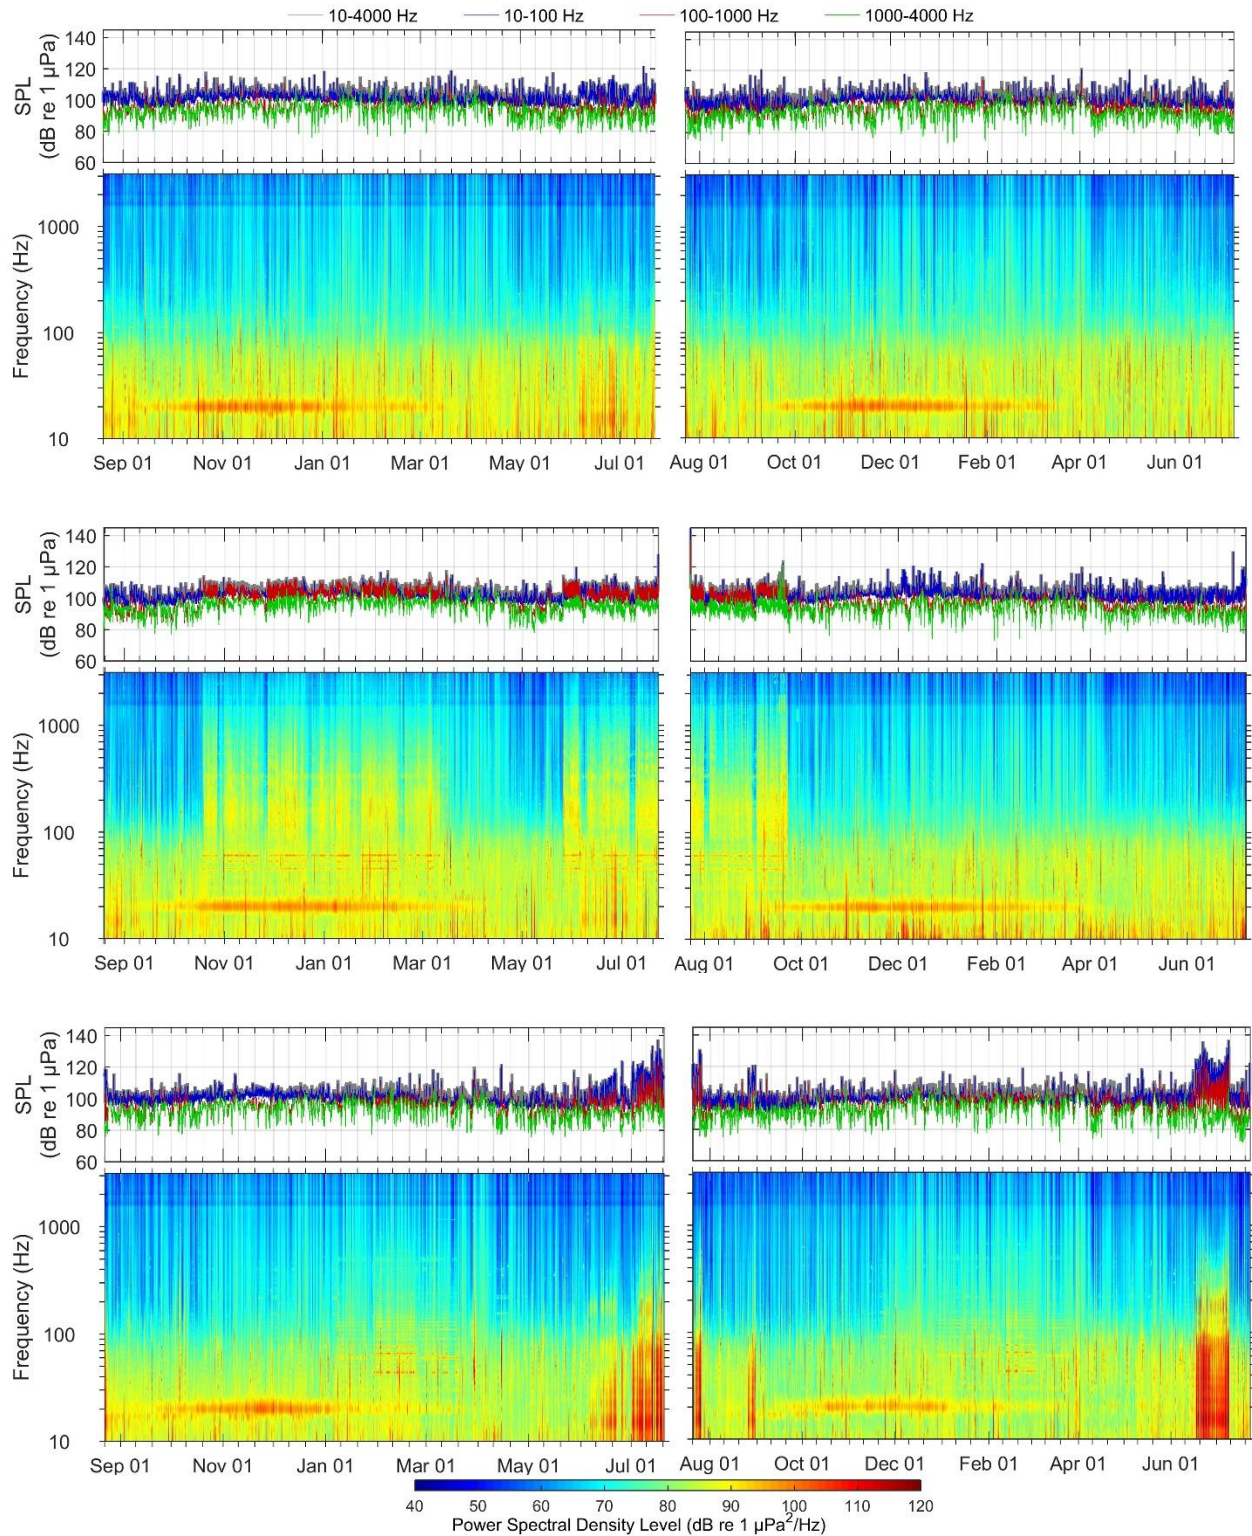 10-4000 Hz 10-100 Hz 100-1000 Hz 1000-4000 Hz
SPL
(dB re 1 µPa)
140
120
100
80
60
Frequency (Hz)
1000
100
10
Sep 01 Nov 01 Jan 01 Mar 01 May 01 Jul 01
Aug 01 Oct 01 Dec 01 Feb 01 Apr 01 Jun 01
SPL
(dB re 1 µPa)
140
120
100
80
60
Frequency (Hz)
1000
100
10
Sep 01 Nov 01 Jan 01 Mar 01 May 01 Jul 01
Aug 01 Oct 01 Dec 01 Feb 01 Apr 01 Jun 01
SPL
(dB re 1 µPa)
140
120
100
80
60
Frequency (Hz)
1000
100
10
Sep 01 Nov 01 Jan 01 Mar 01 May 01 Jul 01
Aug 01 Oct 01 Dec 01 Feb 01 Apr 01 Jun 01
40 50 60 70 80 90 100 110 120
Power Spectral Density Level (dB re 1 µPa²/Hz)